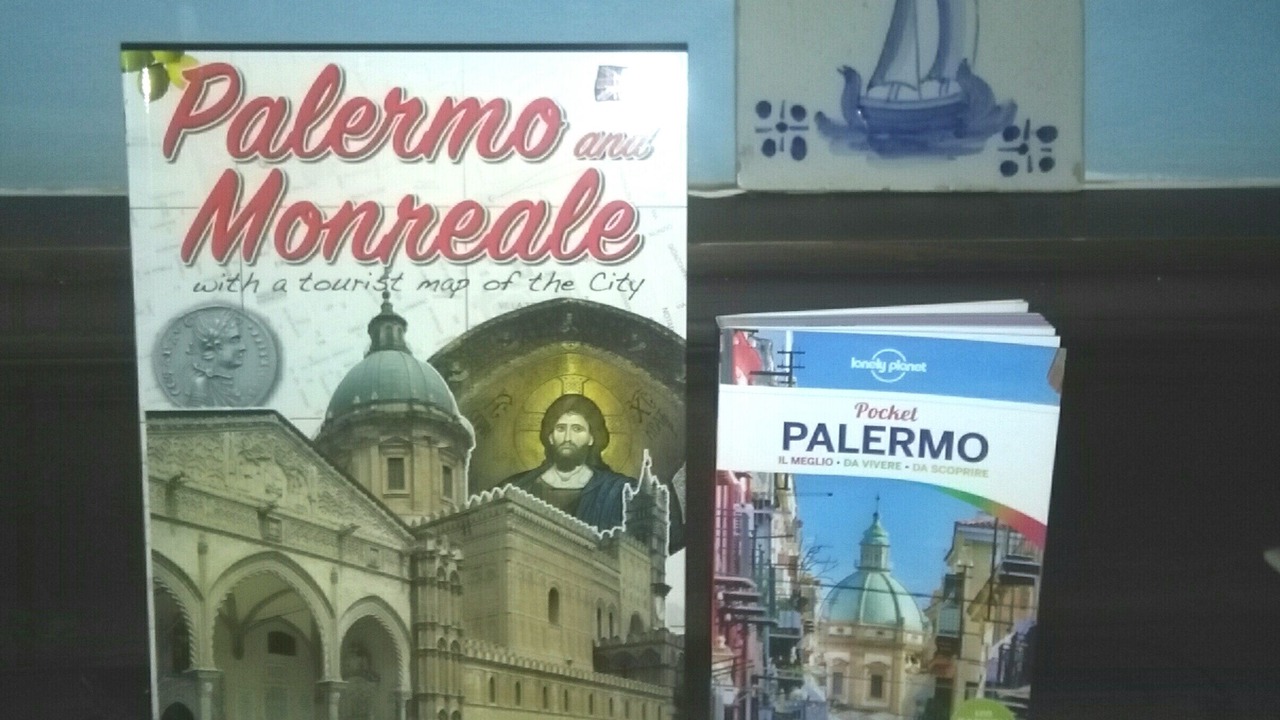 Palermo and
Monreale
with a tourist map of the City
lonely planet
Pocket
PALERMO
IL MEGLIO • DA VIVERE • DA SCOPRIRE